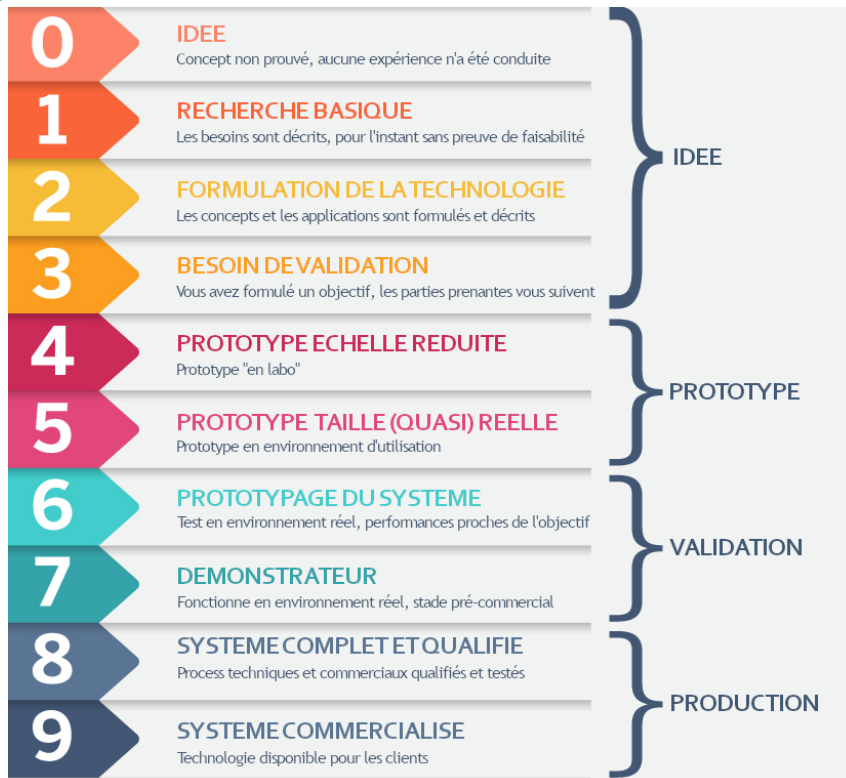 0
IDEE
Concept non prouvé, aucune expérience n'a été conduite
1
RECHERCHE BASIQUE
Les besoins sont décrits, pour l'instant sans preuve de faisabilité
2
FORMULATION DE LA TECHNOLOGIE
Les concepts et les applications sont formulés et décrits
3
BESOIN DE VALIDATION
Vous avez formulé un objectif, les parties prenantes vous suivent
IDEE
4
PROTOTYPE ECHELLE REDUITE
Prototype "en labo"
5
PROTOTYPE TAILLE (QUASI) REELLE
Prototype en environnement d'utilisation
PROTOTYPE
6
PROTOTYPAGE DU SYSTEME
Test en environnement réel, performances proches de l'objectif
7
DEMONSTRATEUR
Fonctionne en environnement réel, stade pré-commercial
VALIDATION
8
SYSTEME COMPLET ET QUALIFIE
Process techniques et commerciaux qualifiés et testés
9
SYSTEME COMMERCIALISE
Technologie disponible pour les clients
PRODUCTION